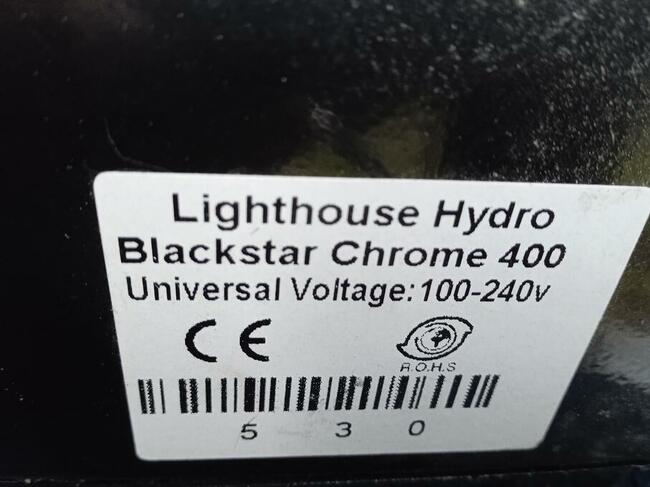 Lighthouse Hydro
Blackstar Chrome 400
Universal Voltage:100-240v
CE
R.O.H.S
5 3 0